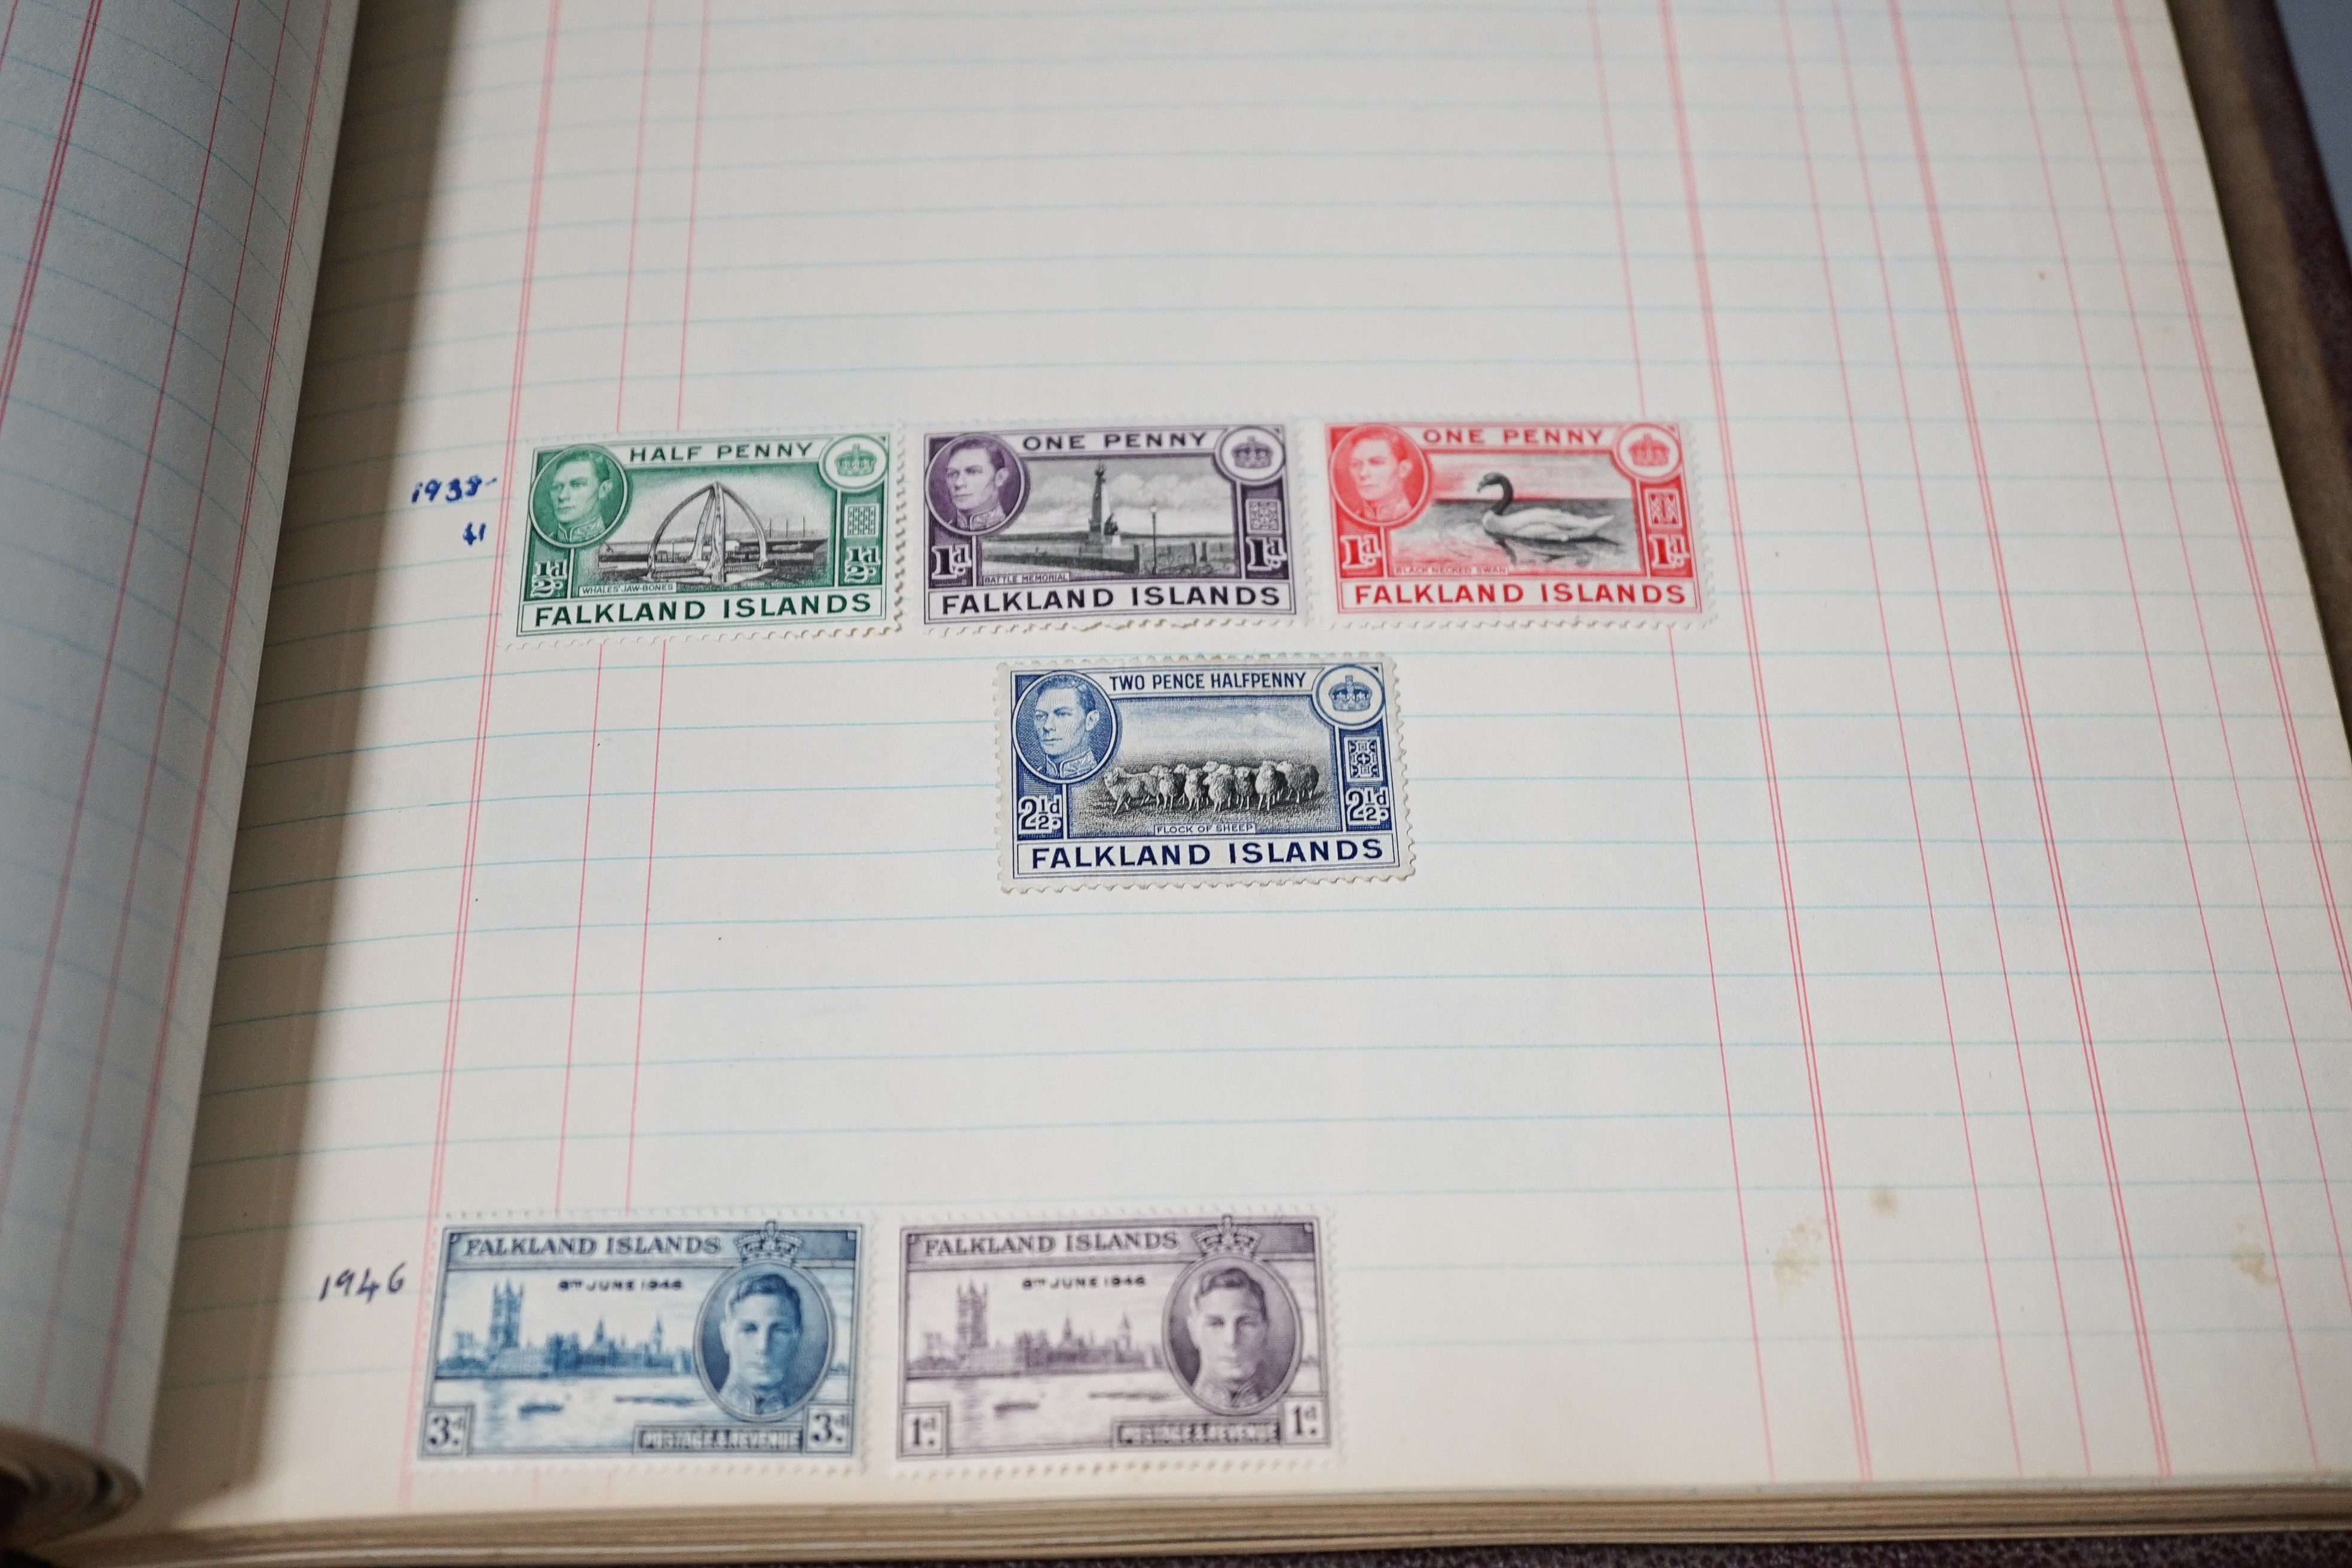 1938-
41
HALF PENNY
½d
½d
WHALES' JAW-BONES
FALKLAND ISLANDS
ONE PENNY
1d
1d
BATTLE MEMORIAL
FALKLAND ISLANDS
ONE PENNY
1d
1d
BLACK NECKED SWAN
FALKLAND ISLANDS
TWO PENCE HALFPENNY
2½d
2½d
FLOCK OF SHEEP
FALKLAND ISLANDS
1946
FALKLAND ISLANDS
8TH JUNE 1946
3d.
POSTAGE & REVENUE
3d.
FALKLAND ISLANDS
8TH JUNE 1946
1d.
POSTAGE & REVENUE
1d.